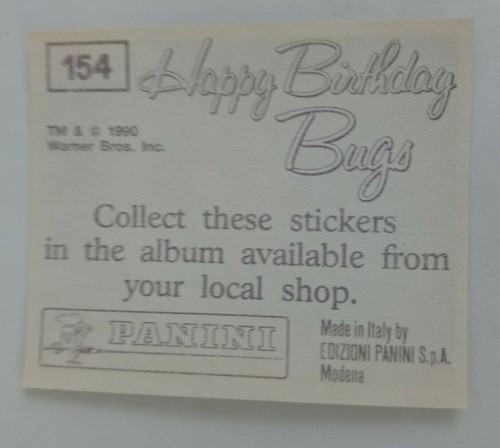 154
Happy Birthday
Bugs
TM & © 1990
Warner Bros. Inc.
Collect these stickers
in the album available from
your local shop.
PANINI
Made in Italy by
EDIZIONI PANINI S.p.A.
Modena